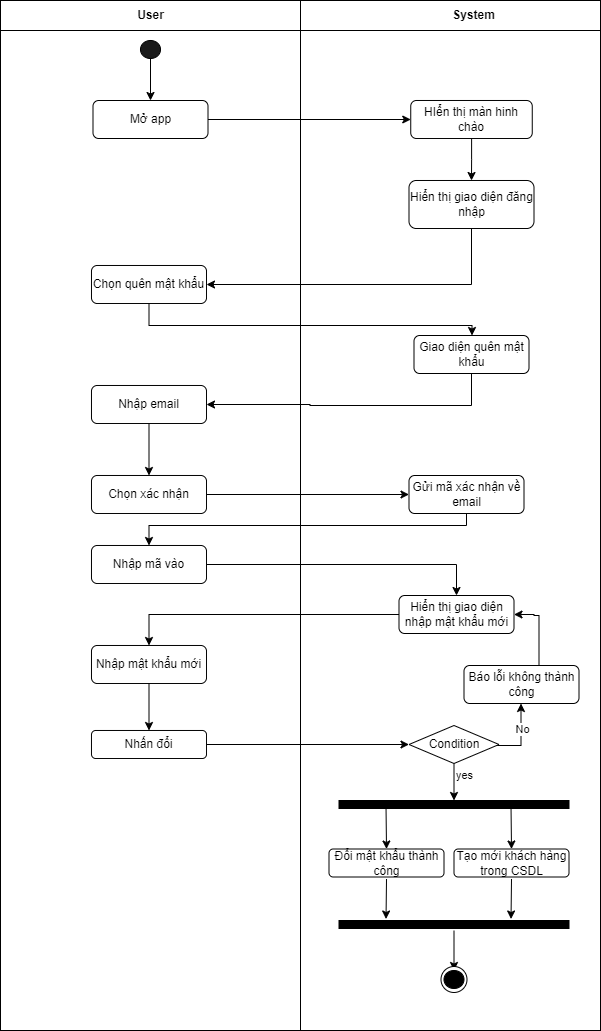 User
System
Mở app
HIển thị màn hinh
chào
Hiển thị giao diện đăng
nhập
Chọn quên mật khẩu
Giao diện quên mật
khẩu
Nhập email
Chọn xác nhận
Gửi mã xác nhận về
email
Nhập mã vào
Hiển thị giao diện
nhập mật khẩu mới
Nhập mật khẩu mới
Báo lỗi không thành
công
Nhấn đổi
Condition
No
yes
Đổi mật khẩu thành
công
Tạo mới khách hàng
trong CSDL